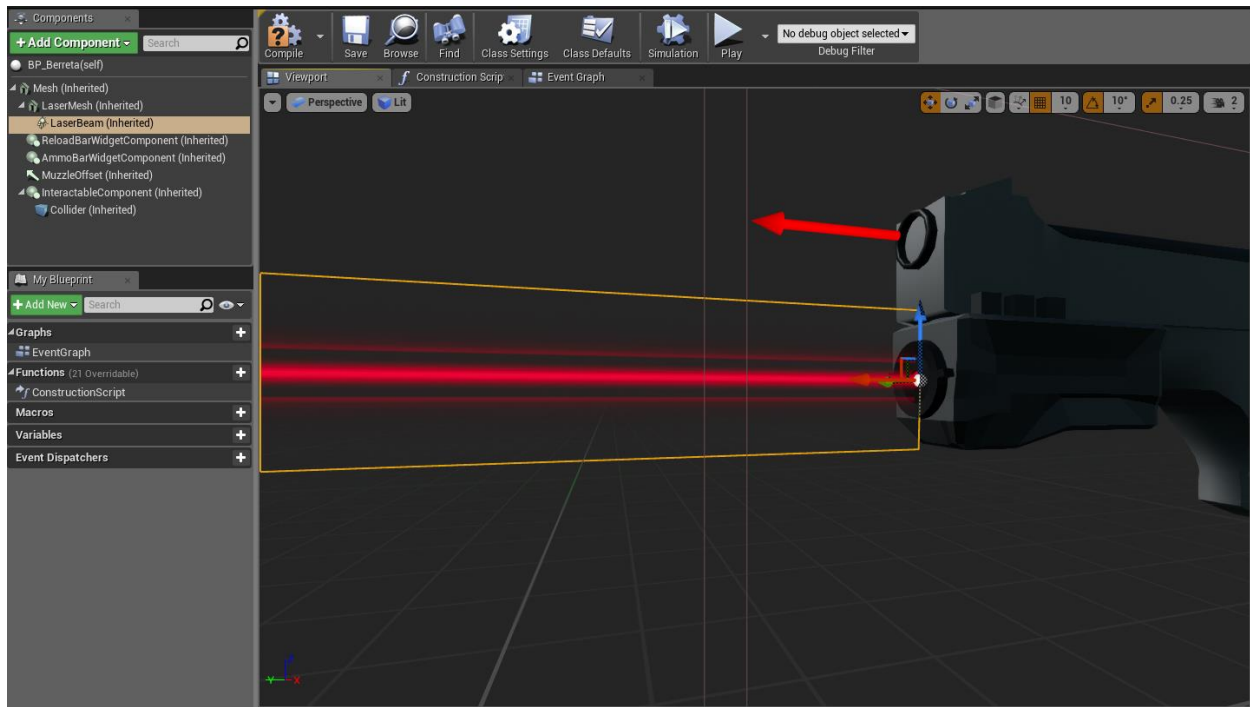 Components
+Add Component
Search
BP_Berreta(self)
Mesh (Inherited)
LaserMesh (Inherited)
LaserBeam (Inherited)
ReloadBarWidgetComponent (Inherited)
AmmoBarWidgetComponent (Inherited)
MuzzleOffset (Inherited)
InteractableComponent (Inherited)
Collider (Inherited)
My Blueprint
+Add New
Search
Graphs
EventGraph
Functions (21 Overridable)
ConstructionScript
Macros
Variables
Event Dispatchers
Compile
Save
Browse
Find
Class Settings
Class Defaults
Simulation
Play
No debug object selected
Debug Filter
Viewport
Construction Scrip
Event Graph
Perspective
Lit
10
10°
0.25
2
Z
Y
X